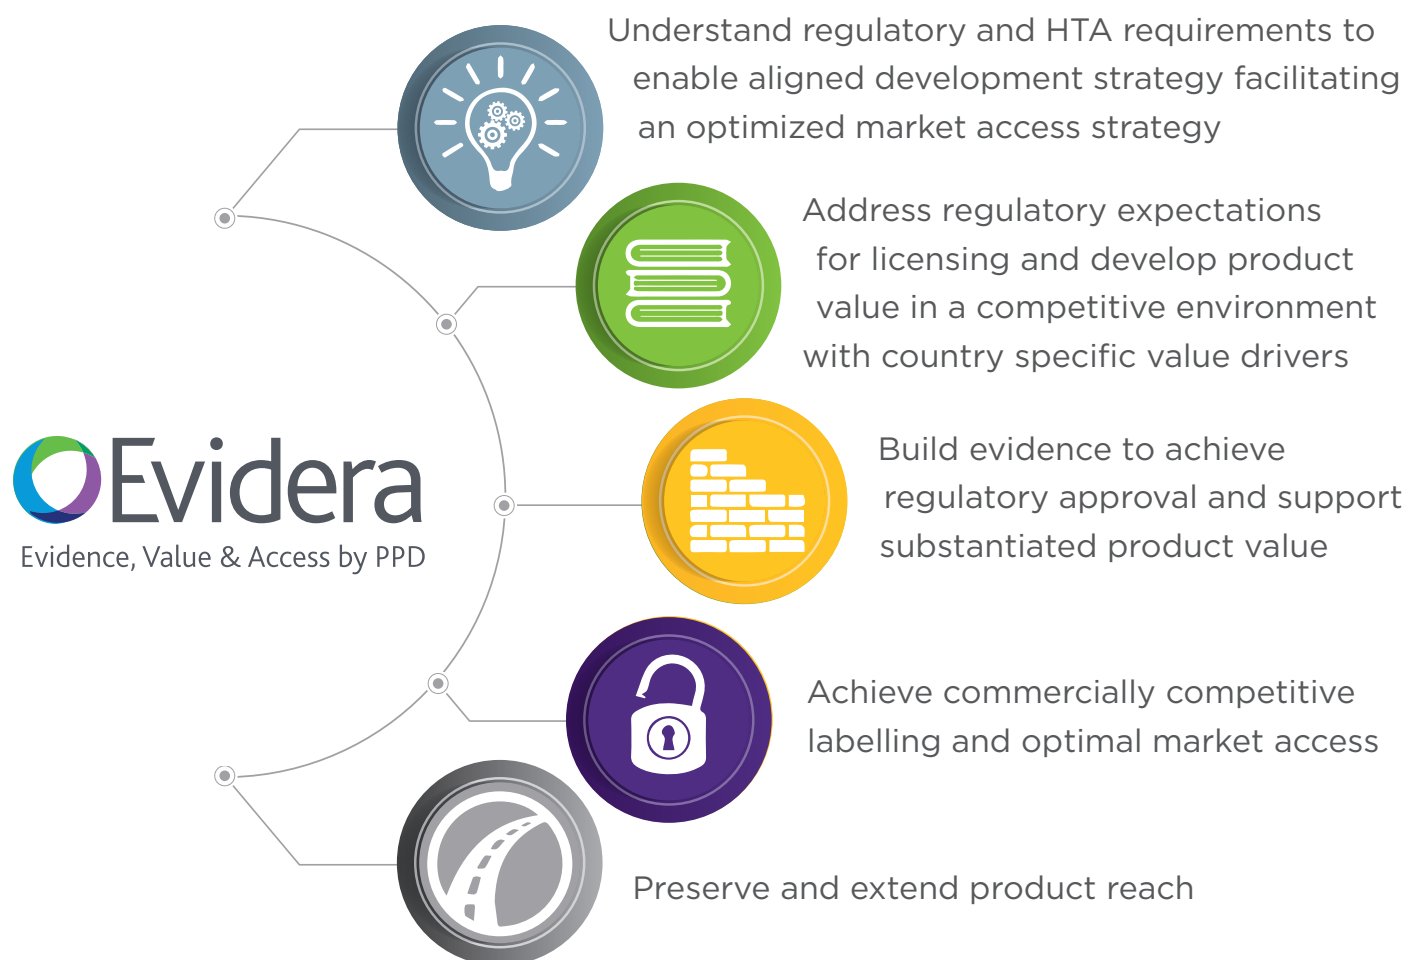 Understand regulatory and HTA requirements to
enable aligned development strategy facilitating
an optimized market access strategy
Address regulatory expectations
for licensing and develop product
value in a competitive environment
with country specific value drivers
Evidera
Evidence, Value & Access by PPD
Build evidence to achieve
regulatory approval and support
substantiated product value
Achieve commercially competitive
labelling and optimal market access
Preserve and extend product reach